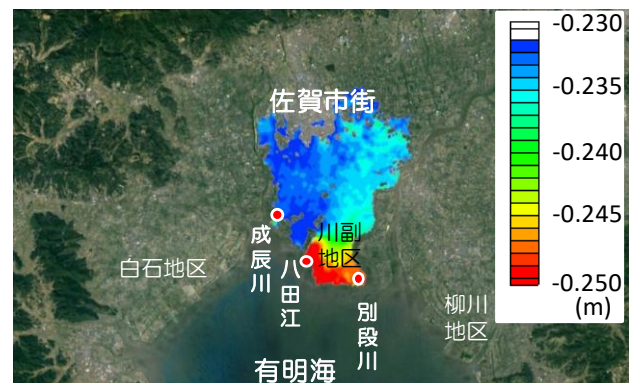 佐賀市街
川副
地区
成辰川
八田江
別段川
白石地区
柳川
地区
有明海
-0.230
-0.235
-0.240
-0.245
-0.250
(m)